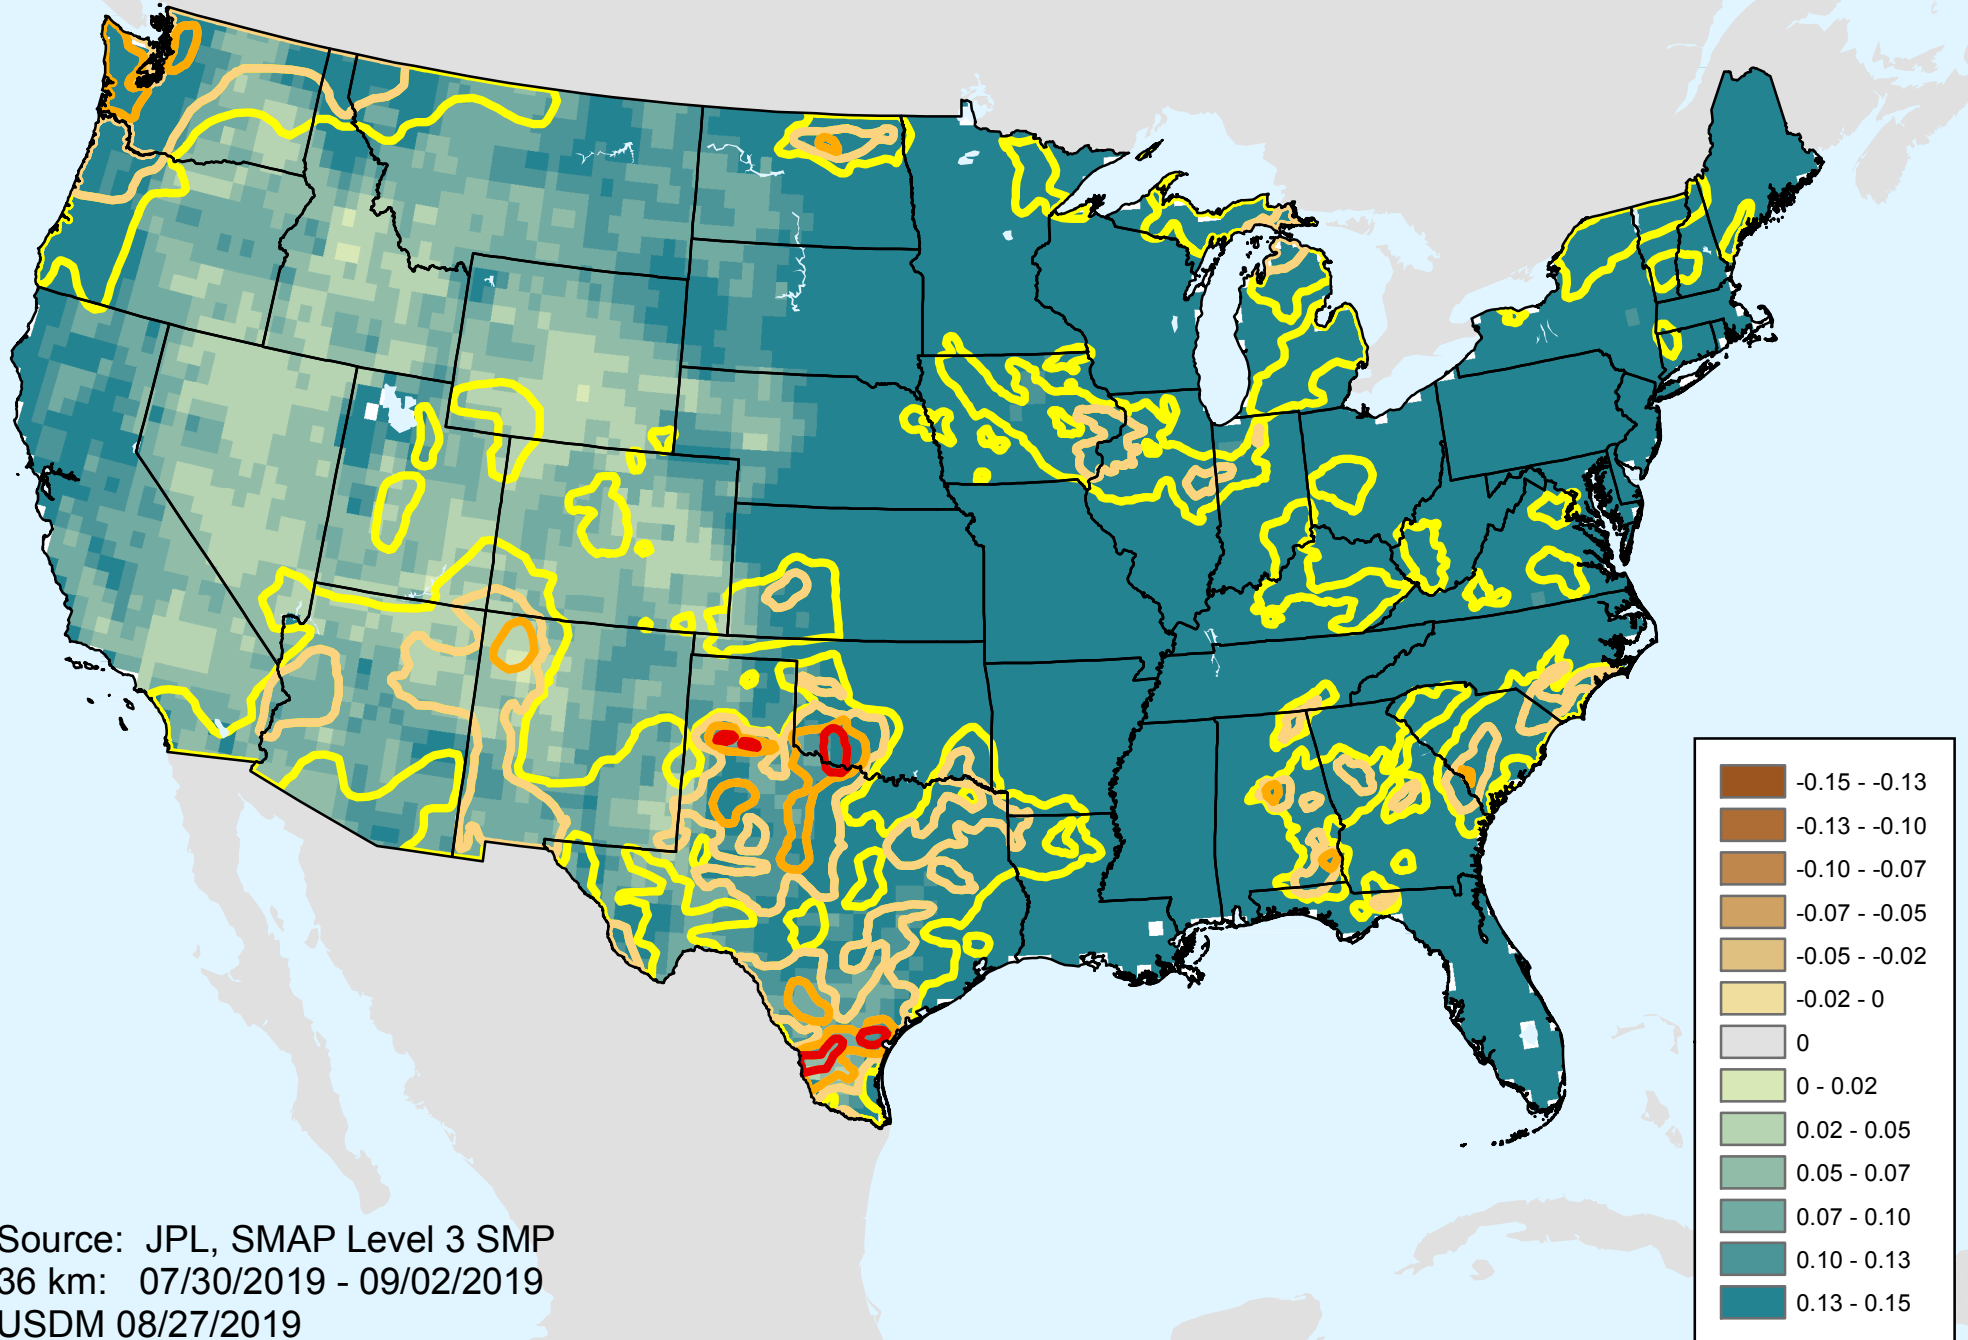 -0.15 - -0.13
-0.13 - -0.10
-0.10 - -0.07
-0.07 - -0.05
-0.05 - -0.02
-0.02 - 0
0
0 - 0.02
0.02 - 0.05
0.05 - 0.07
0.07 - 0.10
0.10 - 0.13
0.13 - 0.15
Source: JPL, SMAP Level 3 SMP
36 km: 07/30/2019 - 09/02/2019
USDM 08/27/2019